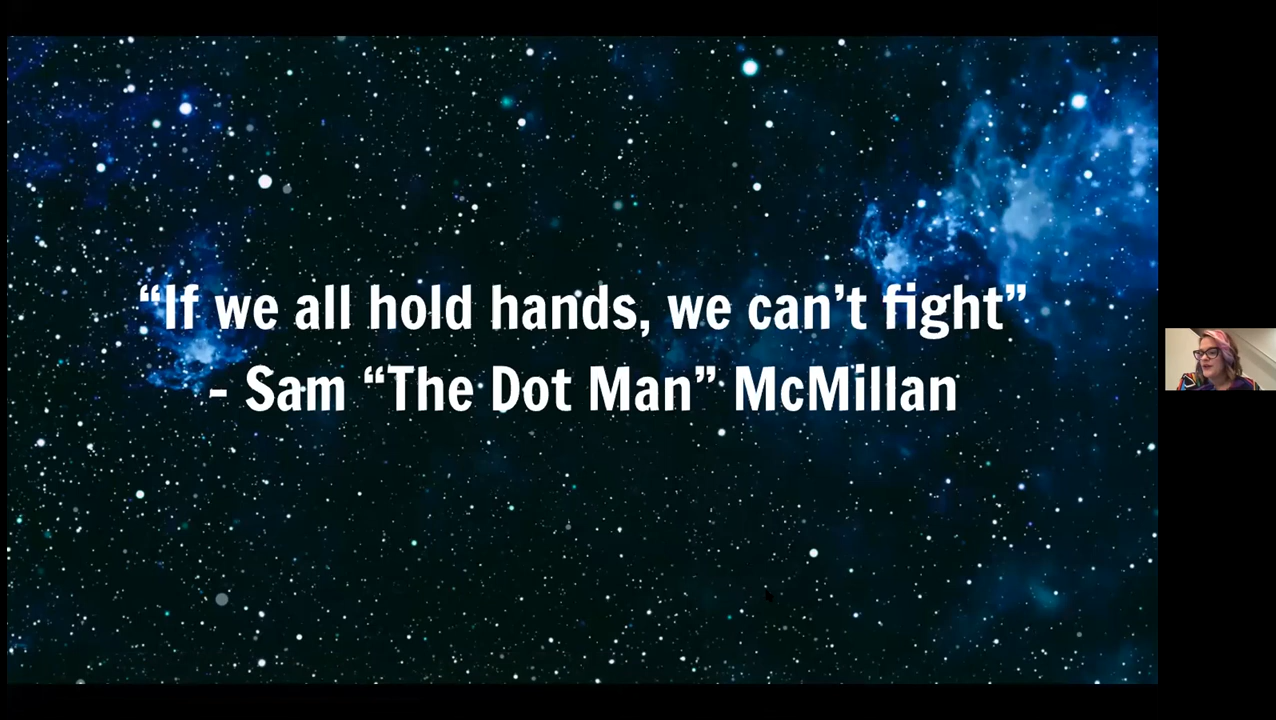 “If we all hold hands, we can’t fight”
- Sam “The Dot Man” McMillan